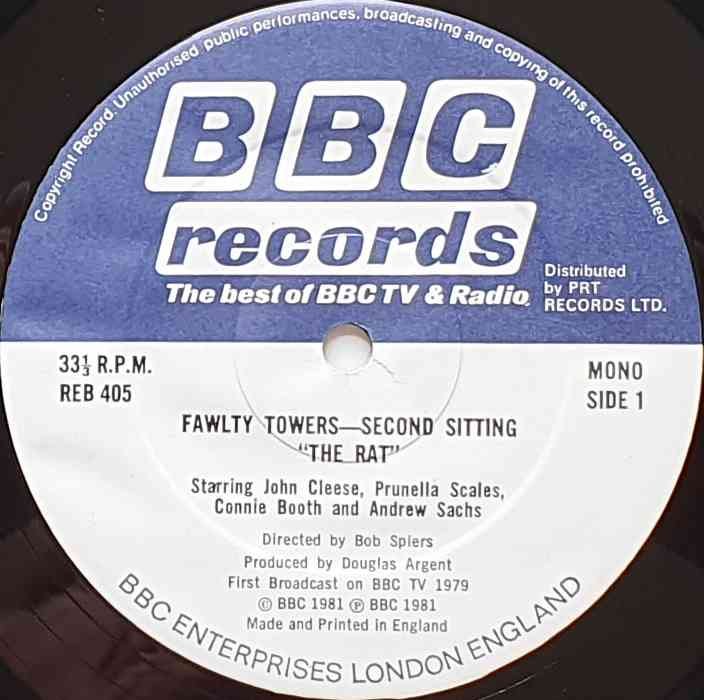 Copyright Record. Unauthorised public performances, broadcasting and copying of this record prohibited
BBC
records
The best of BBC TV & Radio
Distributed
by PRT
RECORDS LTD.
33⅓ R.P.M.
REB 405
MONO
SIDE 1
FAWLTY TOWERS—SECOND SITTING
"THE RAT"
Starring John Cleese, Prunella Scales,
Connie Booth and Andrew Sachs
Directed by Bob Spiers
Produced by Douglas Argent
First Broadcast on BBC TV 1979
© BBC 1981 ℗ BBC 1981
Made and Printed in England
BBC ENTERPRISES LONDON ENGLAND